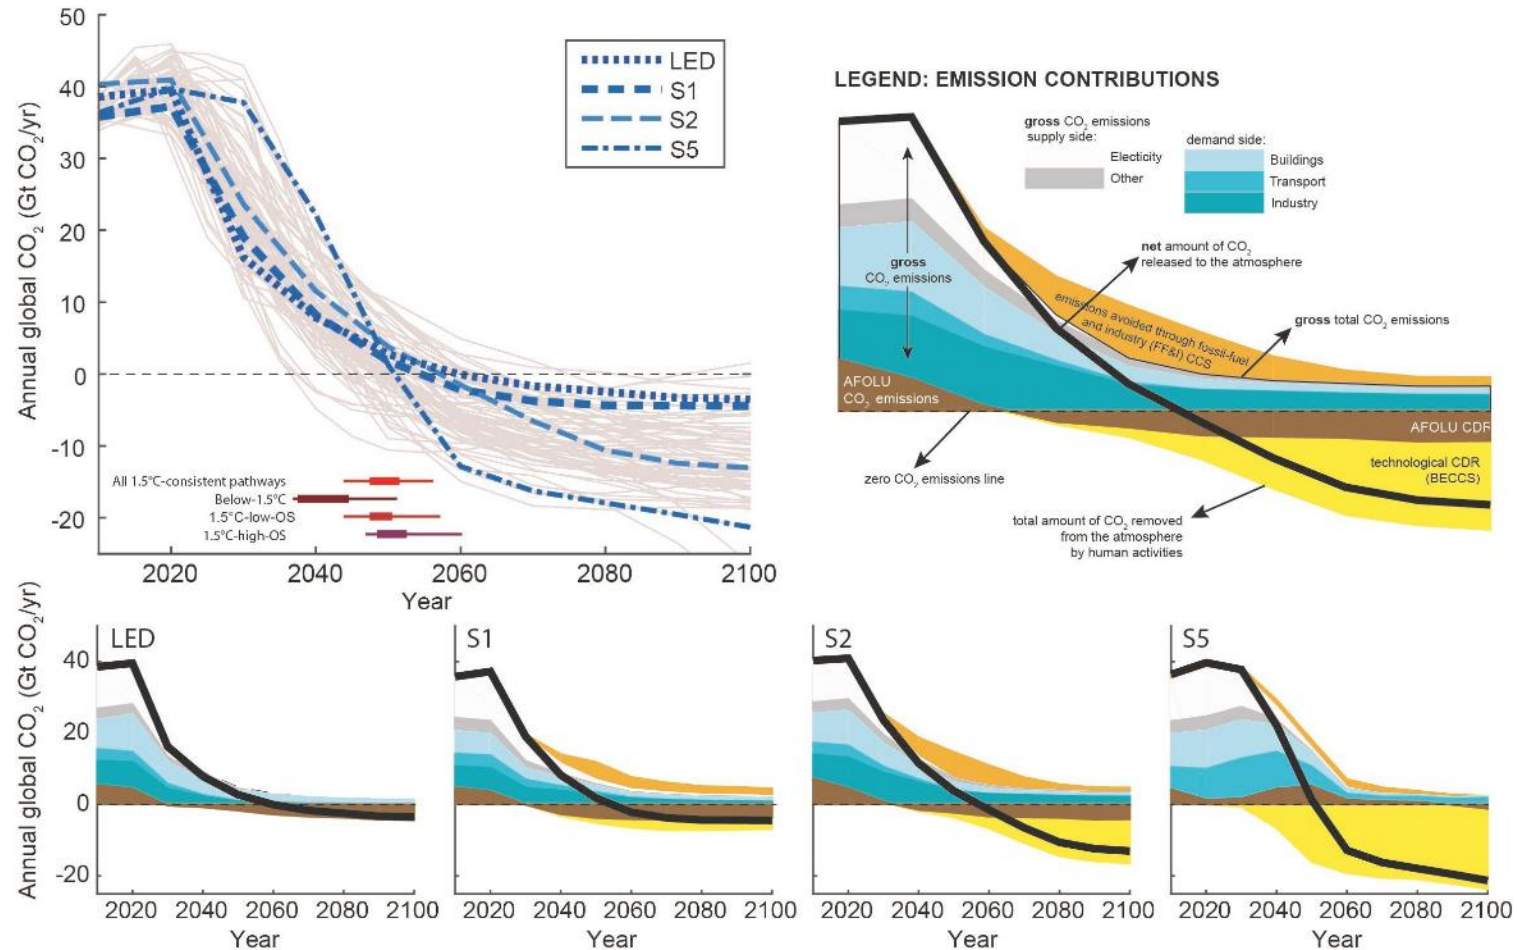 50
40
30
20
10
0
-10
-20
Annual global CO₂ (Gt CO₂/yr)
LED
S1
S2
S5
All 1.5°C-consistent pathways
Below-1.5°C
1.5°C-low-OS
1.5°C-high-OS
2020 2040 2060 2080 2100
Year
LEGEND: EMISSION CONTRIBUTIONS
gross CO₂ emissions
supply side:
Electicity
Other
demand side:
Buildings
Transport
Industry
gross
CO₂ emissions
net amount of CO₂
released to the atmosphere
emissions avoided through fossil-fuel
and industry (FF&I) CCS
gross total CO₂ emissions
AFOLU
CO₂ emissions
AFOLU CDR
technological CDR
(BECCS)
zero CO₂ emissions line
total amount of CO₂ removed
from the atmosphere
by human activities
Annual global CO₂ (Gt CO₂/yr)
40
20
0
-20
LED
2020 2040 2060 2080 2100
Year
S1
2020 2040 2060 2080 2100
Year
S2
2020 2040 2060 2080 2100
Year
S5
2020 2040 2060 2080 2100
Year